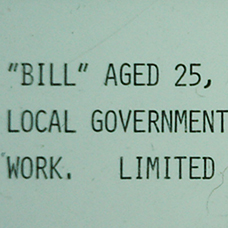 "BILL" AGED 25,
LOCAL GOVERNMENT
WORK. LIMITED